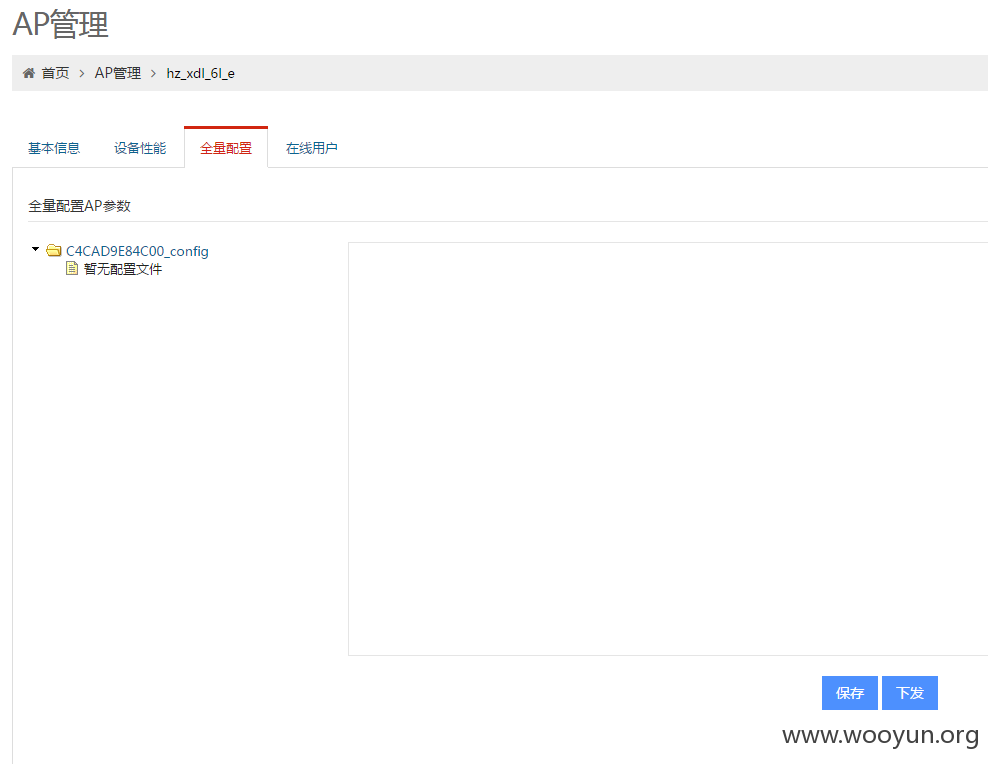 AP管理
首页 > AP管理 > hz_xdl_6l_e
基本信息 设备性能 全量配置 在线用户
全量配置AP参数
C4CAD9E84C00_config
暂无配置文件
保存 下发
www.wooyun.org